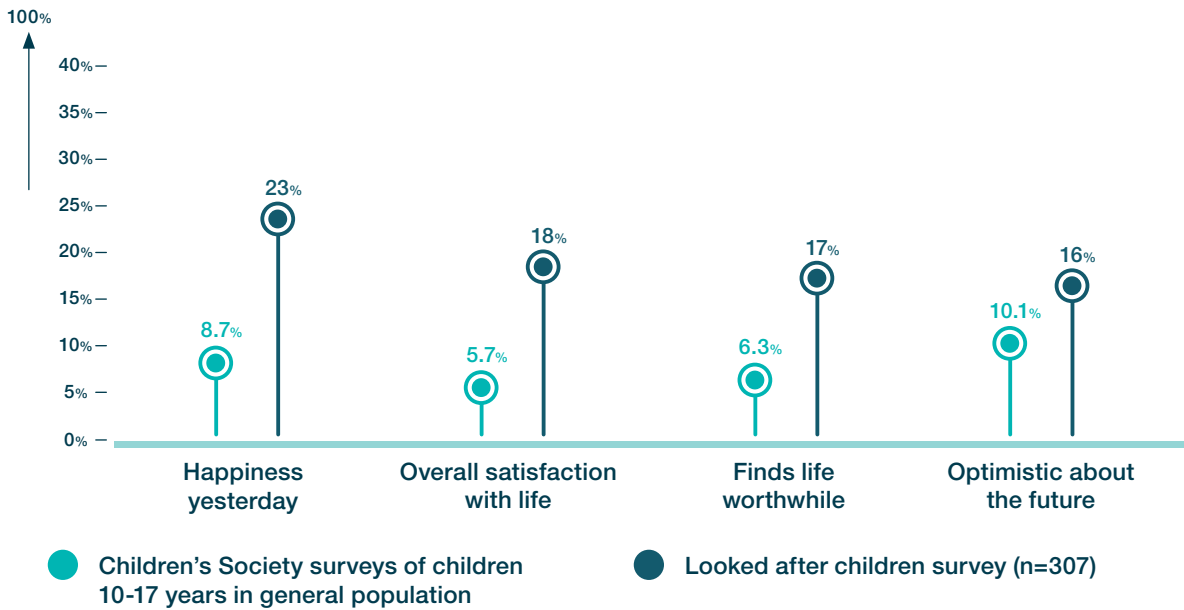 100%
40%
35%
30%
25%
20%
15%
10%
5%
0%
8.7%
23%
5.7%
18%
6.3%
17%
10.1%
16%
Happiness
yesterday
Overall satisfaction
with life
Finds life
worthwhile
Optimistic about
the future
Children's Society surveys of children
10-17 years in general population
Looked after children survey (n=307)